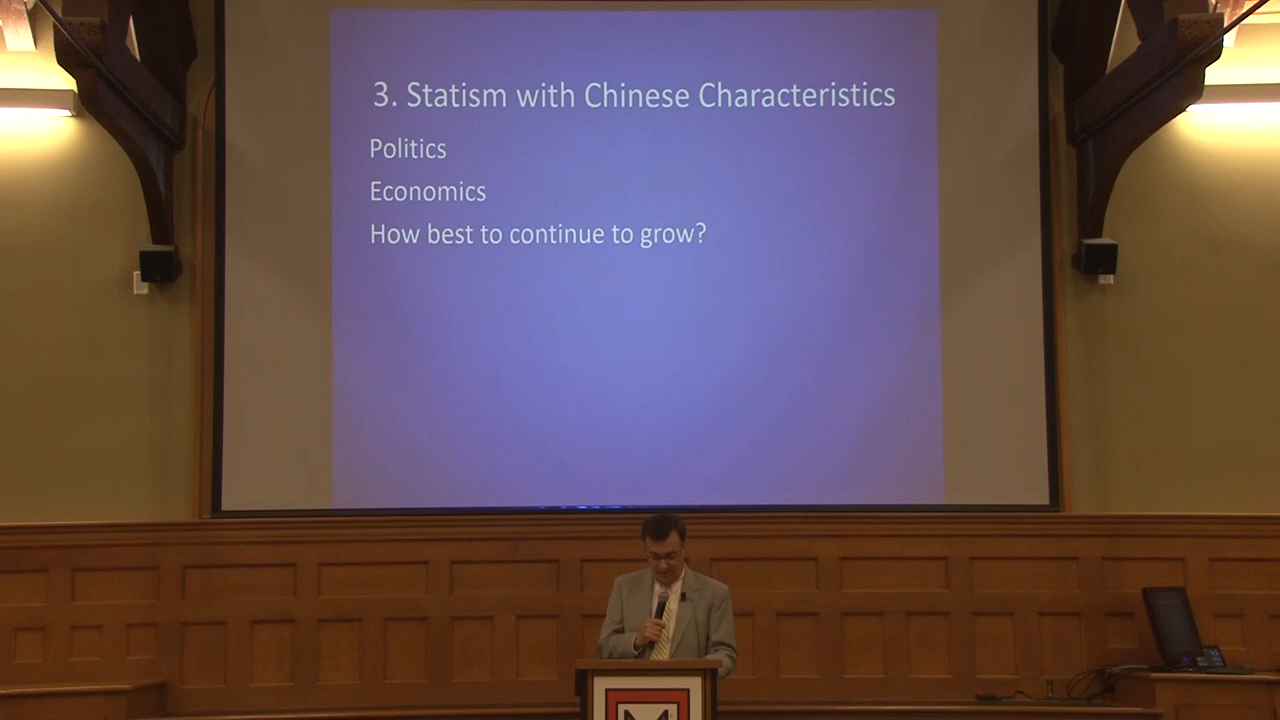 3. Statism with Chinese Characteristics
Politics
Economics
How best to continue to grow?